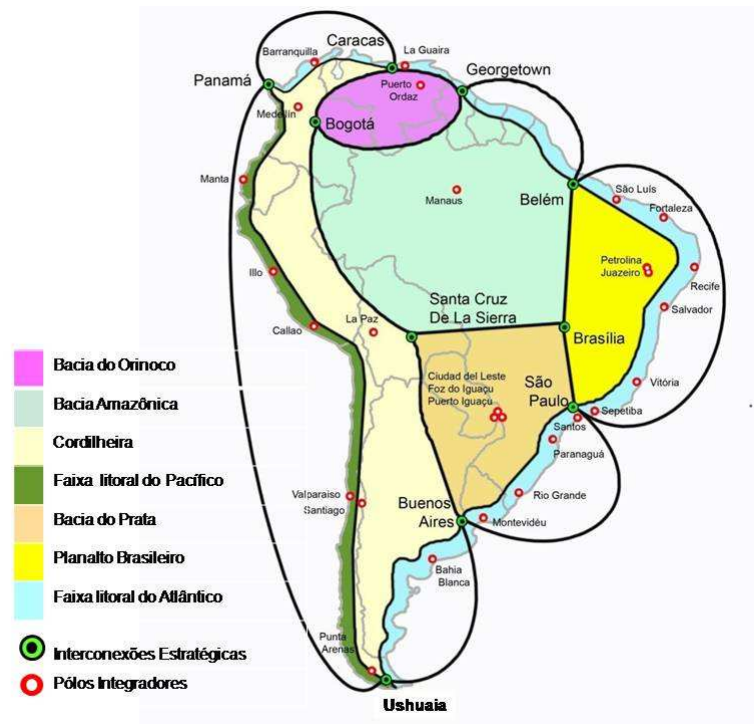 Barranquilla
Caracas
La Guaira
Panamá
Georgetown
Puerto
Ordaz
Medellín
Bogotá
Manta
Manaus
Belém
São Luís
Fortaleza
Illo
Petrolina
Juazeiro
Recife
Santa Cruz
De La Sierra
La Paz
Callao
Salvador
Brasília
Ciudad del Leste
Foz do Iguaçu
Puerto Iguaçu
São
Paulo
Vitória
Sepetiba
Santos
Paranaguá
Valparaiso
Santiago
Buenos
Aires
Rio Grande
Montevidéu
Bahia
Blanca
Punta
Arenas
Ushuaia
Bacia do Orinoco
Bacia Amazônica
Cordilheira
Faixa litoral do Pacífico
Bacia do Prata
Planalto Brasileiro
Faixa litoral do Atlântico
Interconexões Estratégicas
Pólos Integradores